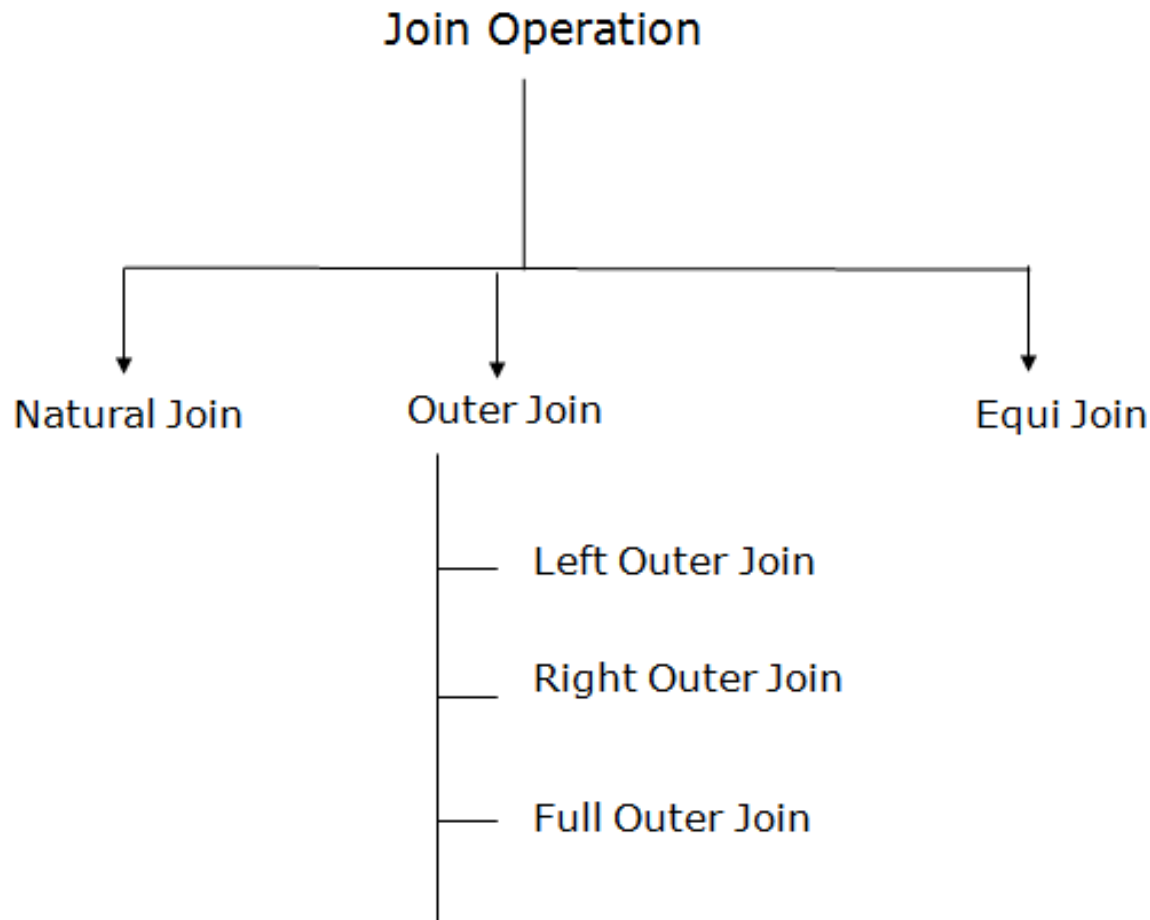 Join Operation
Natural Join
Outer Join
Equi Join
Left Outer Join
Right Outer Join
Full Outer Join